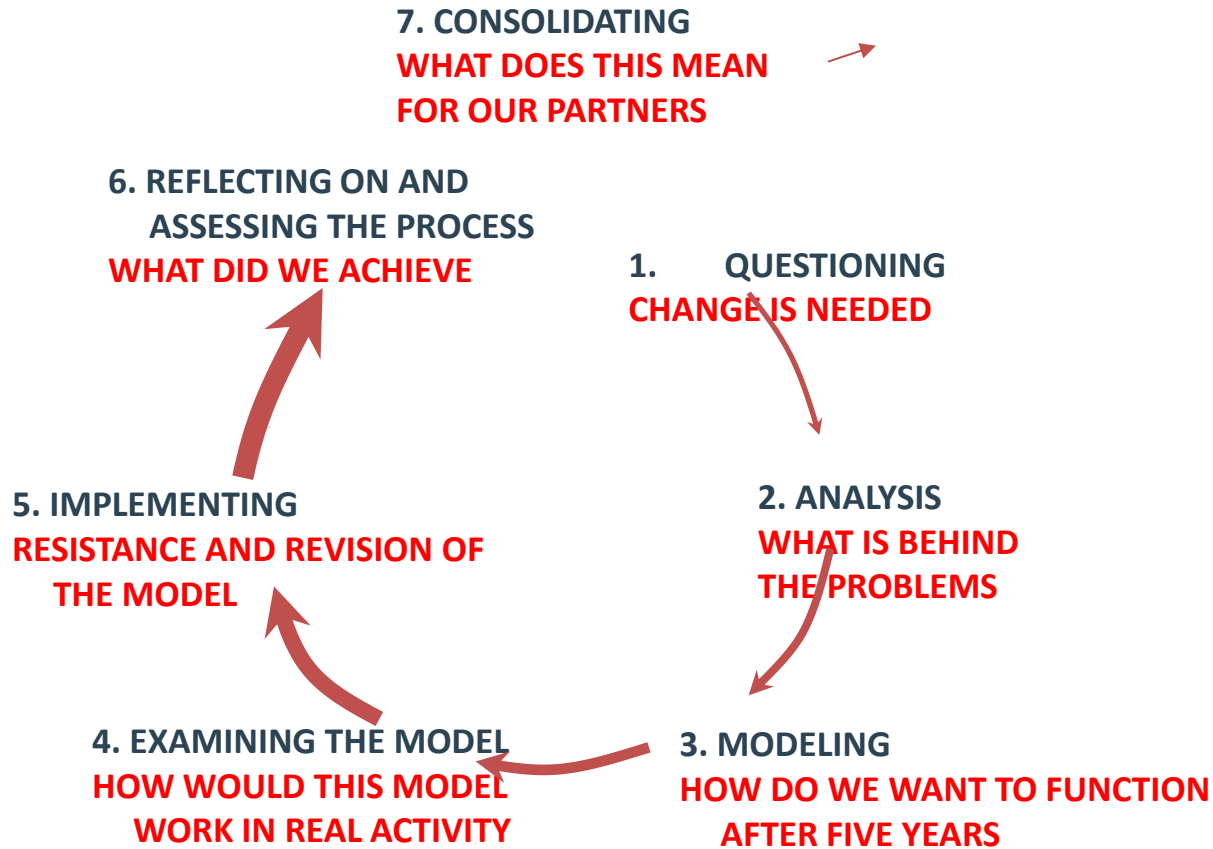 7. CONSOLIDATING
WHAT DOES THIS MEAN
FOR OUR PARTNERS
6. REFLECTING ON AND
ASSESSING THE PROCESS
WHAT DID WE ACHIEVE
1. QUESTIONING
CHANGE IS NEEDED
5. IMPLEMENTING
RESISTANCE AND REVISION OF
THE MODEL
2. ANALYSIS
WHAT IS BEHIND
THE PROBLEMS
4. EXAMINING THE MODEL
HOW WOULD THIS MODEL
WORK IN REAL ACTIVITY
3. MODELING
HOW DO WE WANT TO FUNCTION
AFTER FIVE YEARS